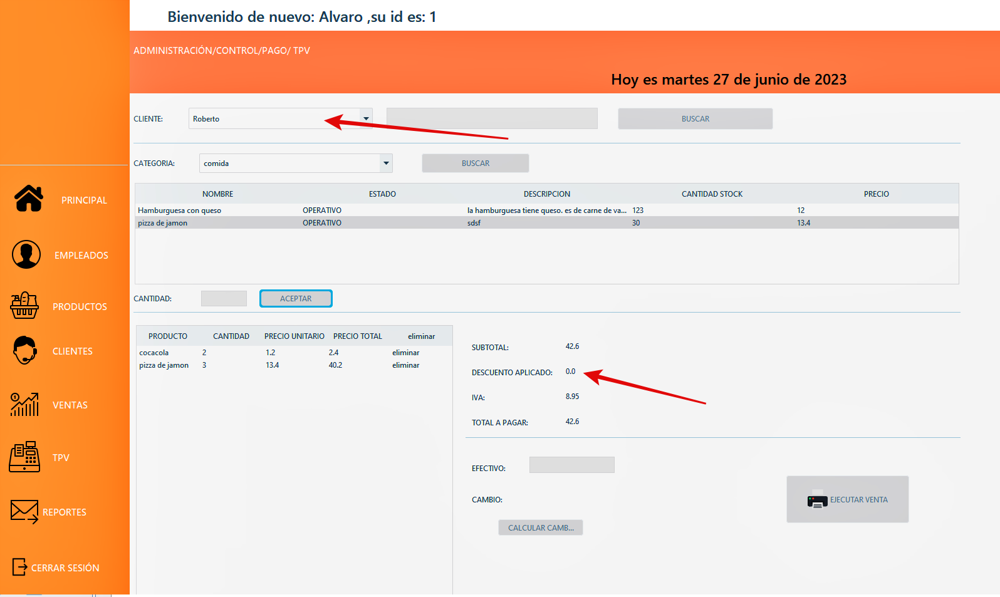 Bienvenido de nuevo: Alvaro ,su id es: 1
ADMINISTRACIÓN/CONTROL/PAGO/ TPV
Hoy es martes 27 de junio de 2023
PRINCIPAL
EMPLEADOS
PRODUCTOS
CLIENTES
VENTAS
TPV
REPORTES
CERRAR SESIÓN
CLIENTE: Roberto BUSCAR
CATEGORIA: comida BUSCAR
NOMBRE ESTADO DESCRIPCION CANTIDAD STOCK PRECIO
Hamburguesa con queso OPERATIVO la hamburguesa tiene queso. es de carne de va... 123 12
pizza de jamon OPERATIVO sdsf 30 13.4
CANTIDAD: ACEPTAR
PRODUCTO CANTIDAD PRECIO UNITARIO PRECIO TOTAL eliminar
cocacola 2 1.2 2.4 eliminar
pizza de jamon 3 13.4 40.2 eliminar
SUBTOTAL: 42.6
DESCUENTO APLICADO: 0.0
IVA: 8.95
TOTAL A PAGAR: 42.6
EFECTIVO:
CAMBIO:
CALCULAR CAMB...
EJECUTAR VENTA